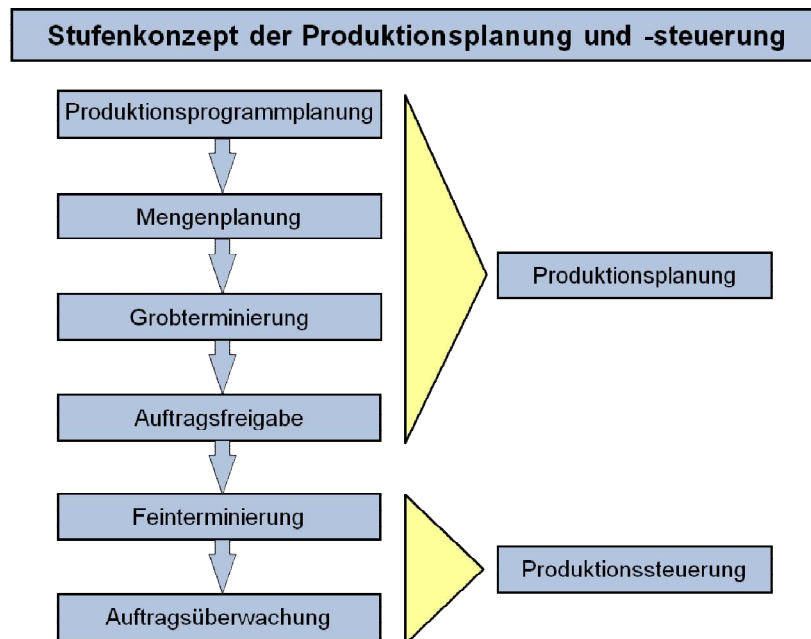 Stufenkonzept der Produktionsplanung und -steuerung
Produktionsprogrammplanung
Mengenplanung
Grobterminierung
Auftragsfreigabe
Produktionsplanung
Feinterminierung
Auftragsüberwachung
Produktionssteuerung